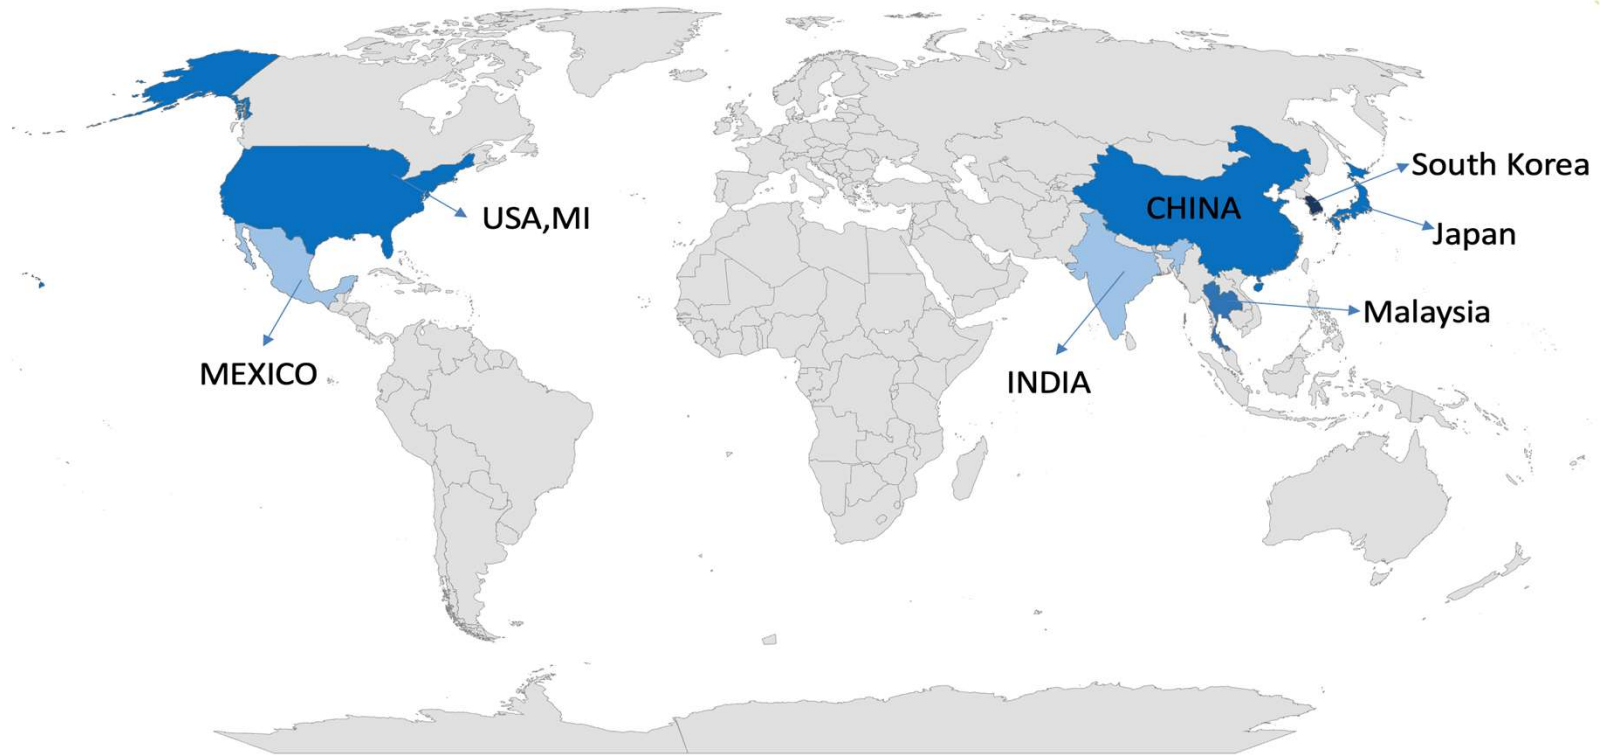 South Korea
CHINA
USA,MI
Japan
Malaysia
MEXICO
INDIA